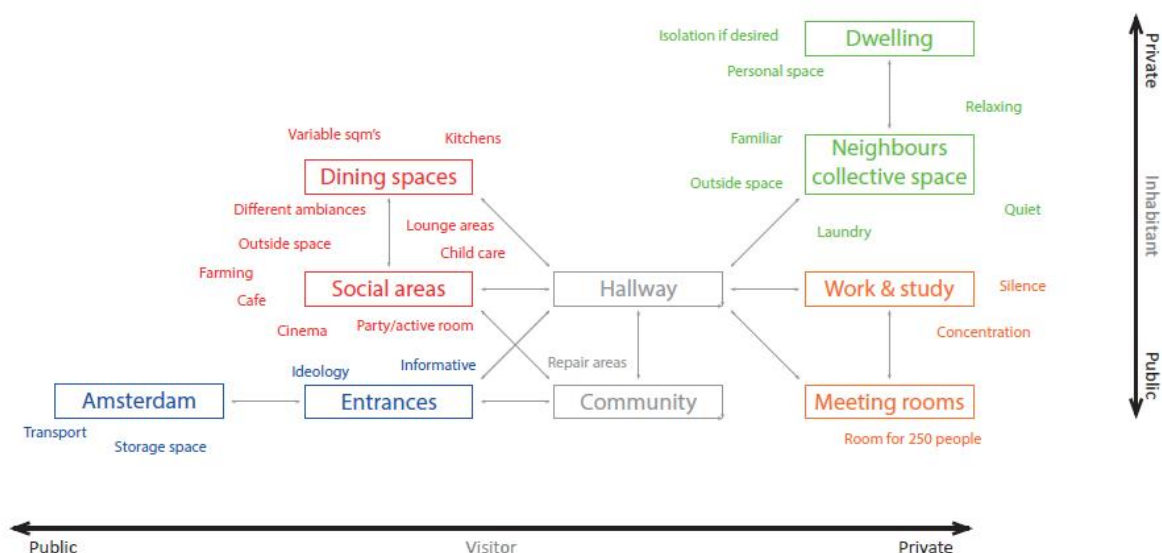 Isolation if desired
Dwelling
Personal space
Private
Relaxing
Variable sqm's
Kitchens
Familiar
Neighbours
collective space
Dining spaces
Outside space
Inhabitant
Different ambiances
Lounge areas
Quiet
Outside space
Child care
Laundry
Farming
Social areas
Hallway
Work & study
Silence
Cafe
Cinema
Party/active room
Concentration
Ideology
Informative
Repair areas
Public
Amsterdam
Entrances
Community
Meeting rooms
Transport
Storage space
Room for 250 people
Public
Visitor
Private